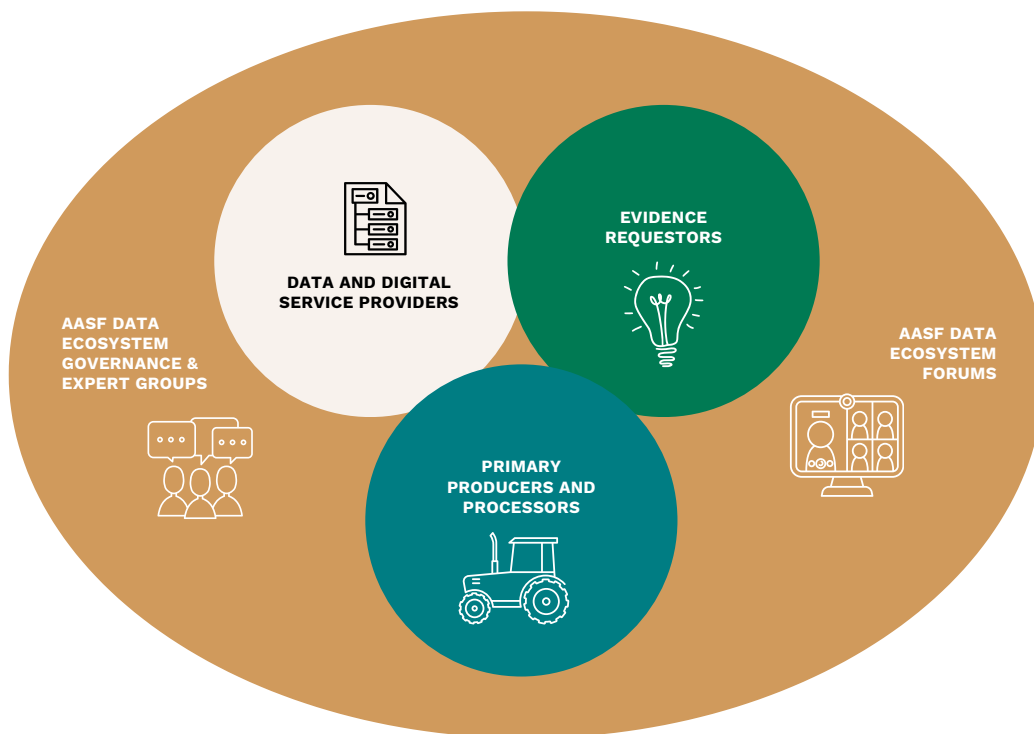 EVIDENCE
REQUESTORS
DATA AND DIGITAL
SERVICE PROVIDERS
AASF DATA
ECOSYSTEM
GOVERNANCE &
EXPERT GROUPS
AASF DATA
ECOSYSTEM
FORUMS
PRIMARY
PRODUCERS AND
PROCESSORS